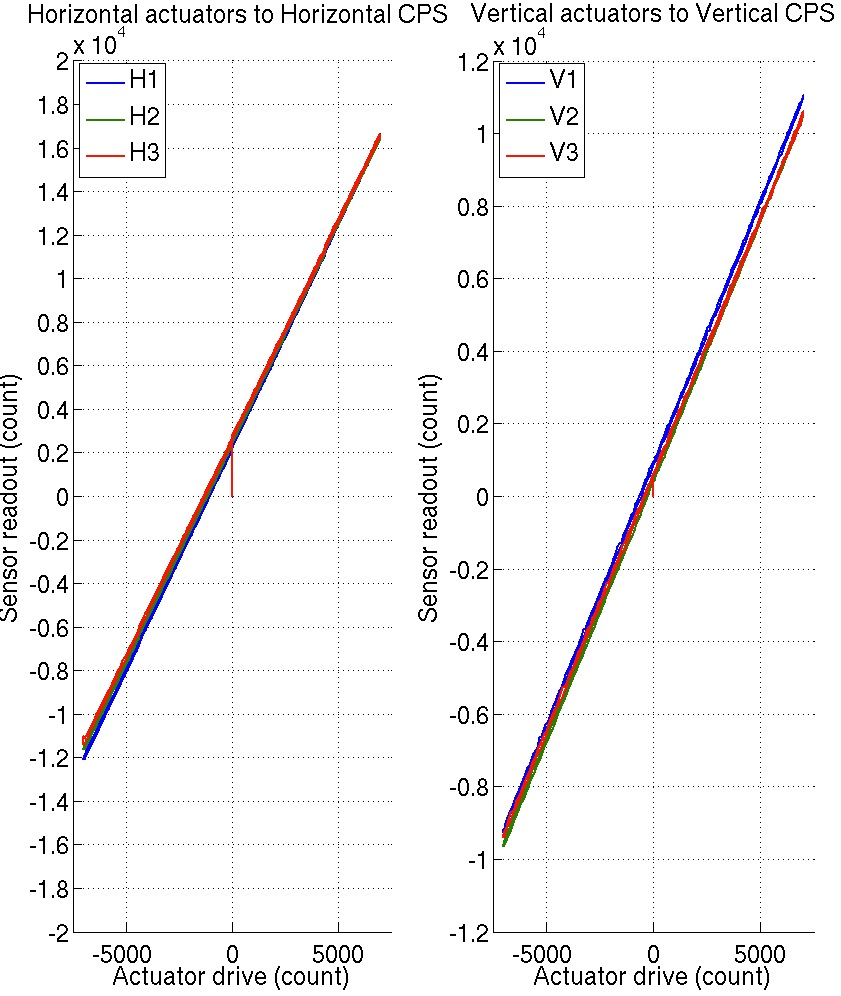 Horizontal actuators to Horizontal CPS
x 10^4
2
1.8
1.6
1.4
1.2
1
0.8
0.6
0.4
0.2
0
-0.2
-0.4
-0.6
-0.8
-1
-1.2
-1.4
-1.6
-1.8
-2
H1
H2
H3
Sensor readout (count)
-5000 0 5000
Actuator drive (count)
Vertical actuators to Vertical CPS
x 10^4
1.2
1
0.8
0.6
0.4
0.2
0
-0.2
-0.4
-0.6
-0.8
-1
-1.2
V1
V2
V3
Sensor readout (count)
-5000 0 5000
Actuator drive (count)